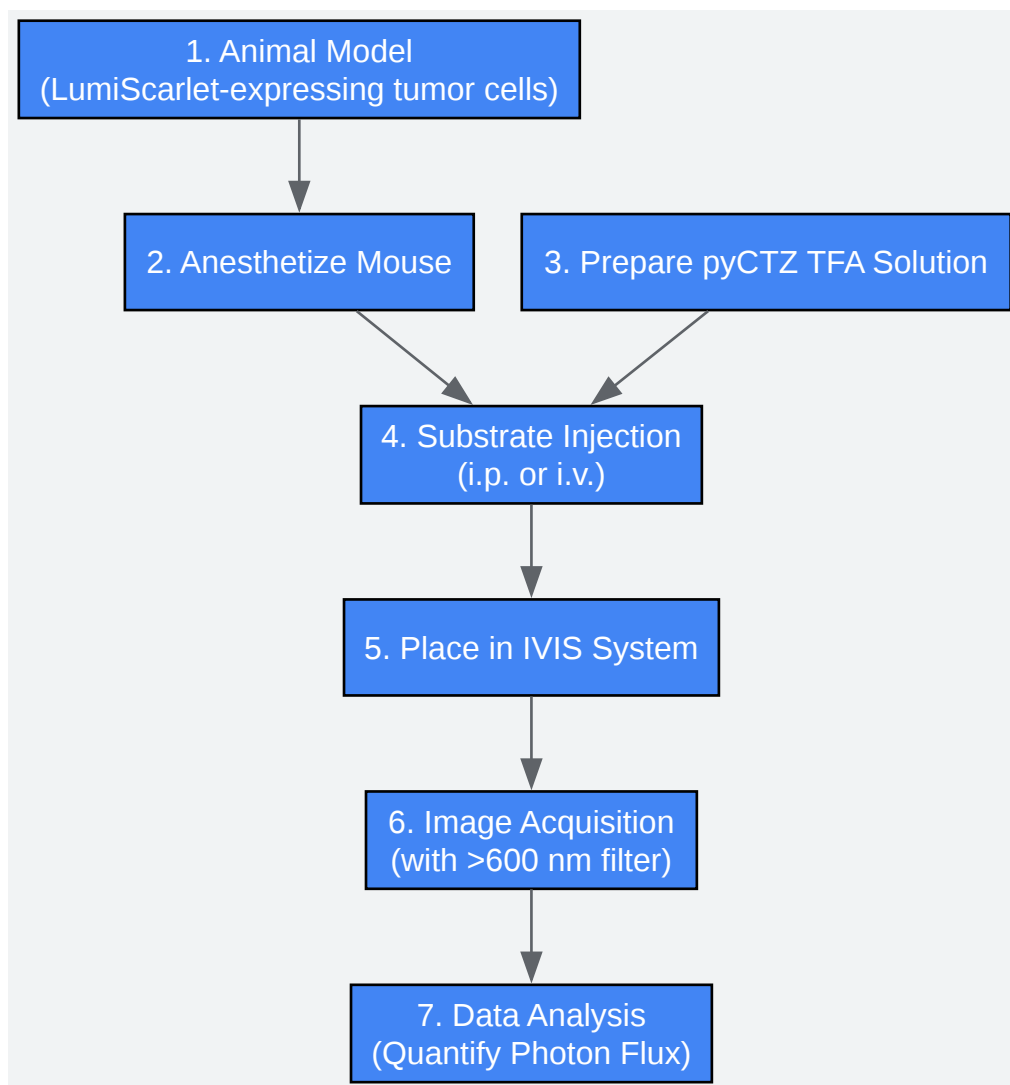 1. Animal Model
(LumiScarlet-expressing tumor cells)
2. Anesthetize Mouse
3. Prepare pyCTZ TFA Solution
4. Substrate Injection
(i.p. or i.v.)
5. Place in IVIS System
6. Image Acquisition
(with >600 nm filter)
7. Data Analysis
(Quantify Photon Flux)